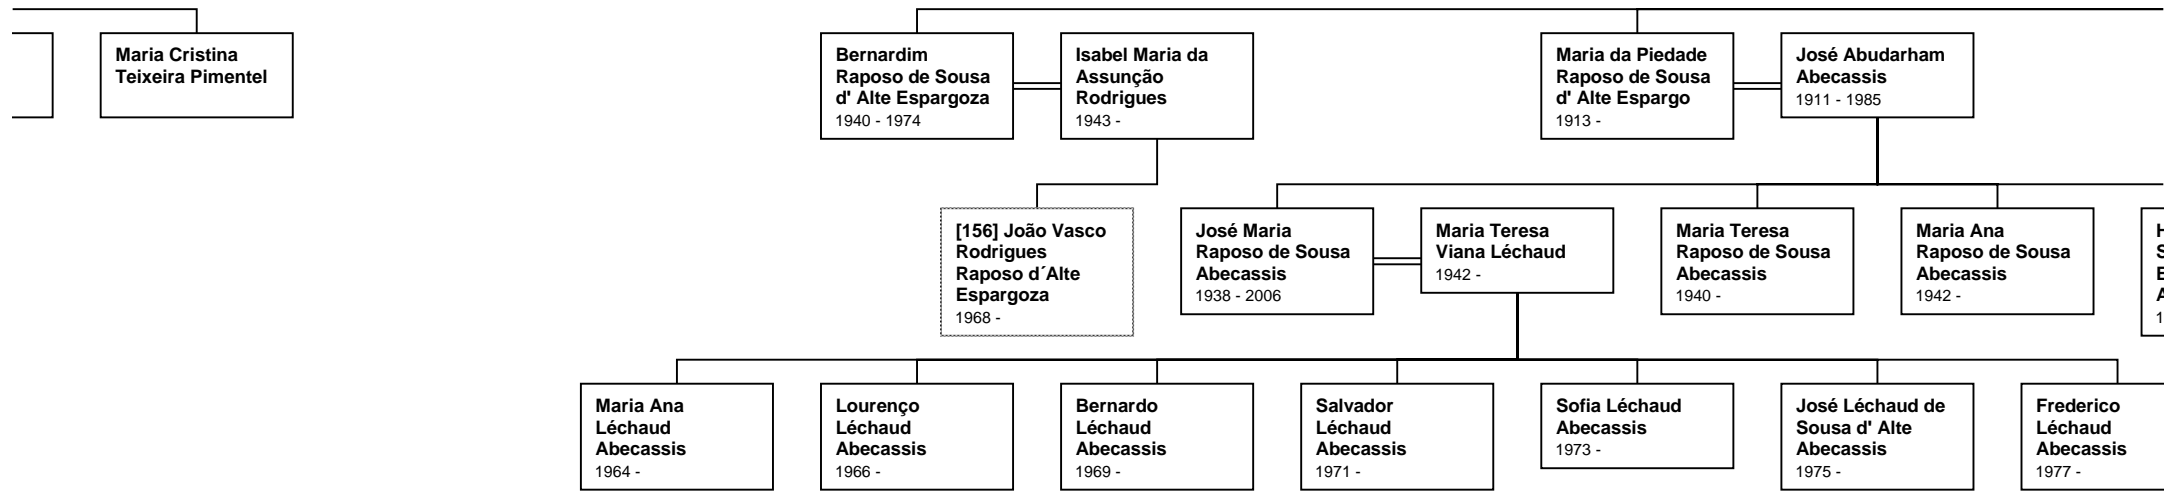 Maria Cristina
Teixeira Pimentel
Bernardim
Raposo de Sousa
d' Alte Espargoza
1940 - 1974
Isabel Maria da
Assunção
Rodrigues
1943 -
Maria da Piedade
Raposo de Sousa
d' Alte Espargo
1913 -
José Abudarham
Abecassis
1911 - 1985
[156] João Vasco
Rodrigues
Raposo d´Alte
Espargoza
1968 -
José Maria
Raposo de Sousa
Abecassis
1938 - 2006
Maria Teresa
Viana Léchaud
1942 -
Maria Teresa
Raposo de Sousa
Abecassis
1940 -
Maria Ana
Raposo de Sousa
Abecassis
1942 -
Maria Ana
Léchaud
Abecassis
1964 -
Lourenço
Léchaud
Abecassis
1966 -
Bernardo
Léchaud
Abecassis
1969 -
Salvador
Léchaud
Abecassis
1971 -
Sofia Léchaud
Abecassis
1973 -
José Léchaud de
Sousa d' Alte
Abecassis
1975 -
Frederico
Léchaud
Abecassis
1977 -